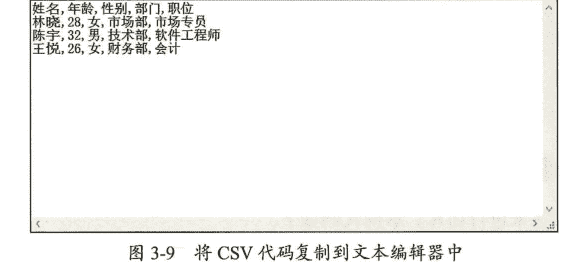 姓名,年龄,性别,部门,职位
林晓,28,女,市场部,市场专员
陈宇,32,男,技术部,软件工程师
王悦,26,女,财务部,会计
图 3-9 将 CSV 代码复制到文本编辑器中